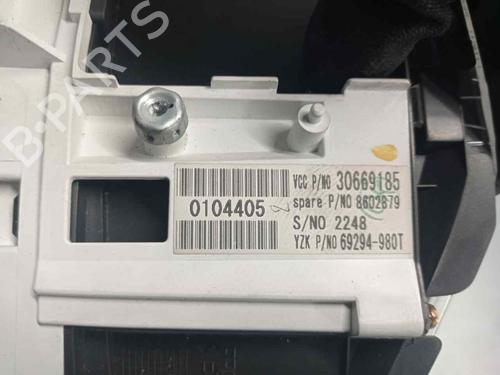 B-PARTS
VCC P/NO 30669185
0104405 spare P/NO 8602879
S/NO 2248
YZK P/NO 69294-980T